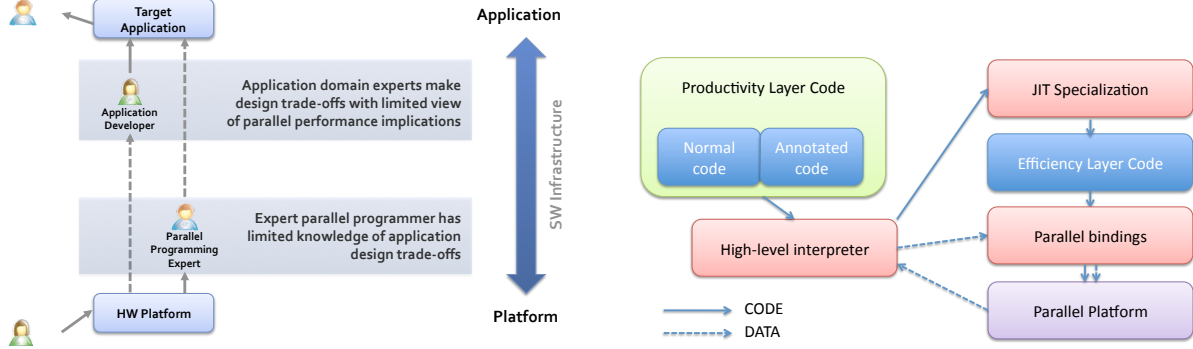 Target
Application
Application
Application domain experts make
design trade-offs with limited view
of parallel performance implications
Application
Developer
SW Infrastructure
Expert parallel programmer has
limited knowledge of application
design trade-offs
Parallel
Programming
Expert
HW Platform
Platform
Productivity Layer Code
Normal
code
Annotated
code
High-level interpreter
CODE
DATA
JIT Specialization
Efficiency Layer Code
Parallel bindings
Parallel Platform